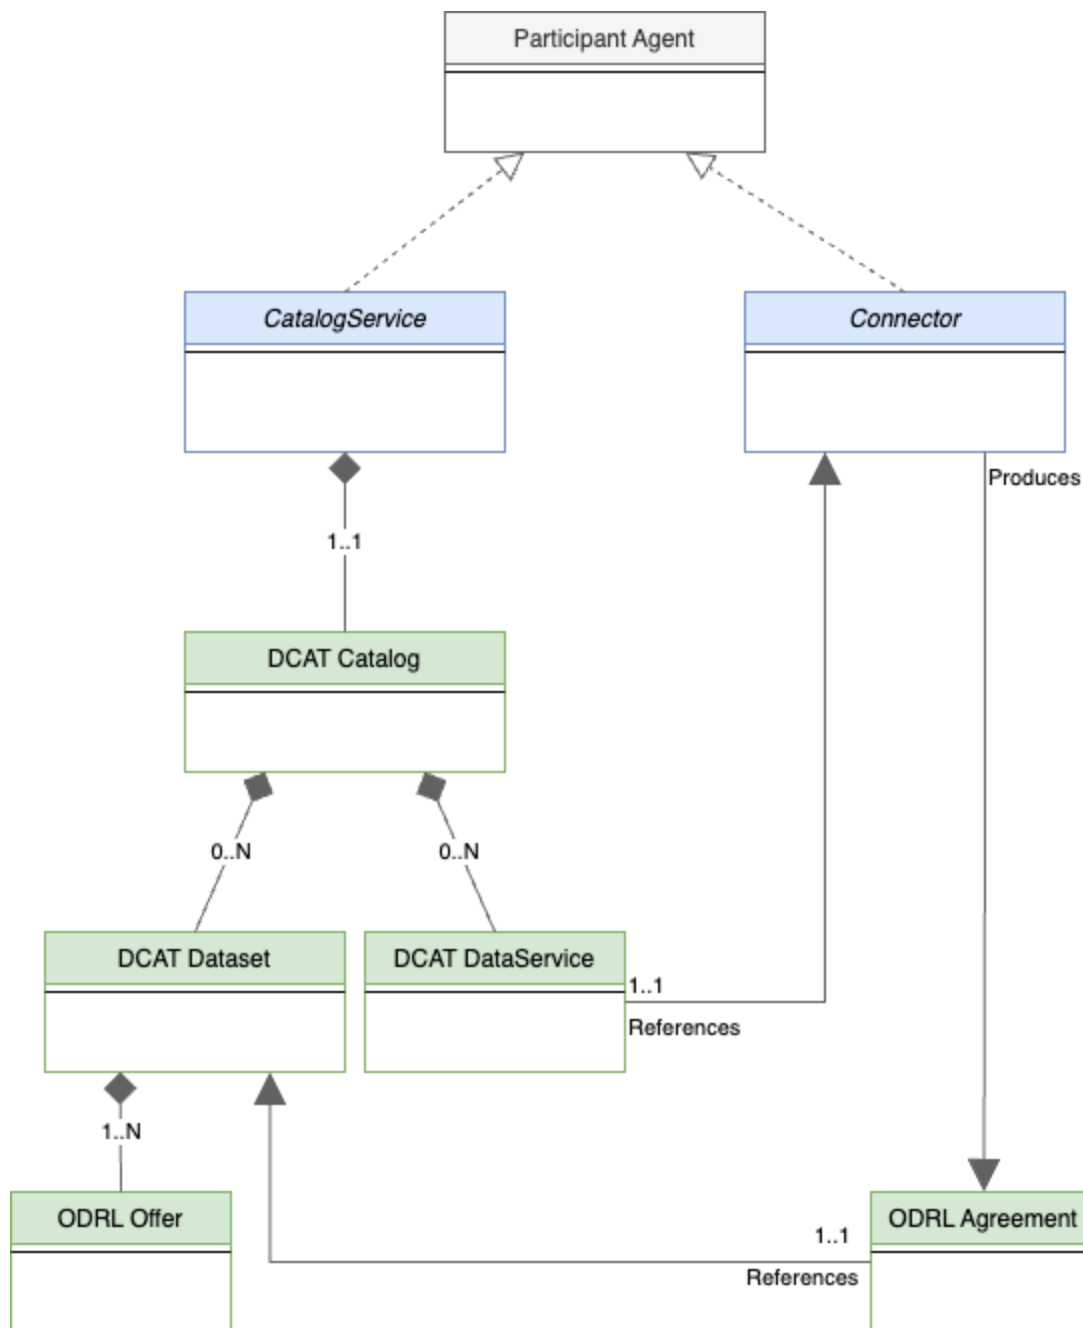 Participant Agent
CatalogService
Connector
Produces
1..1
DCAT Catalog
0..N
0..N
DCAT Dataset
DCAT DataService
1..1
References
1..N
ODRL Offer
ODRL Agreement
1..1
References